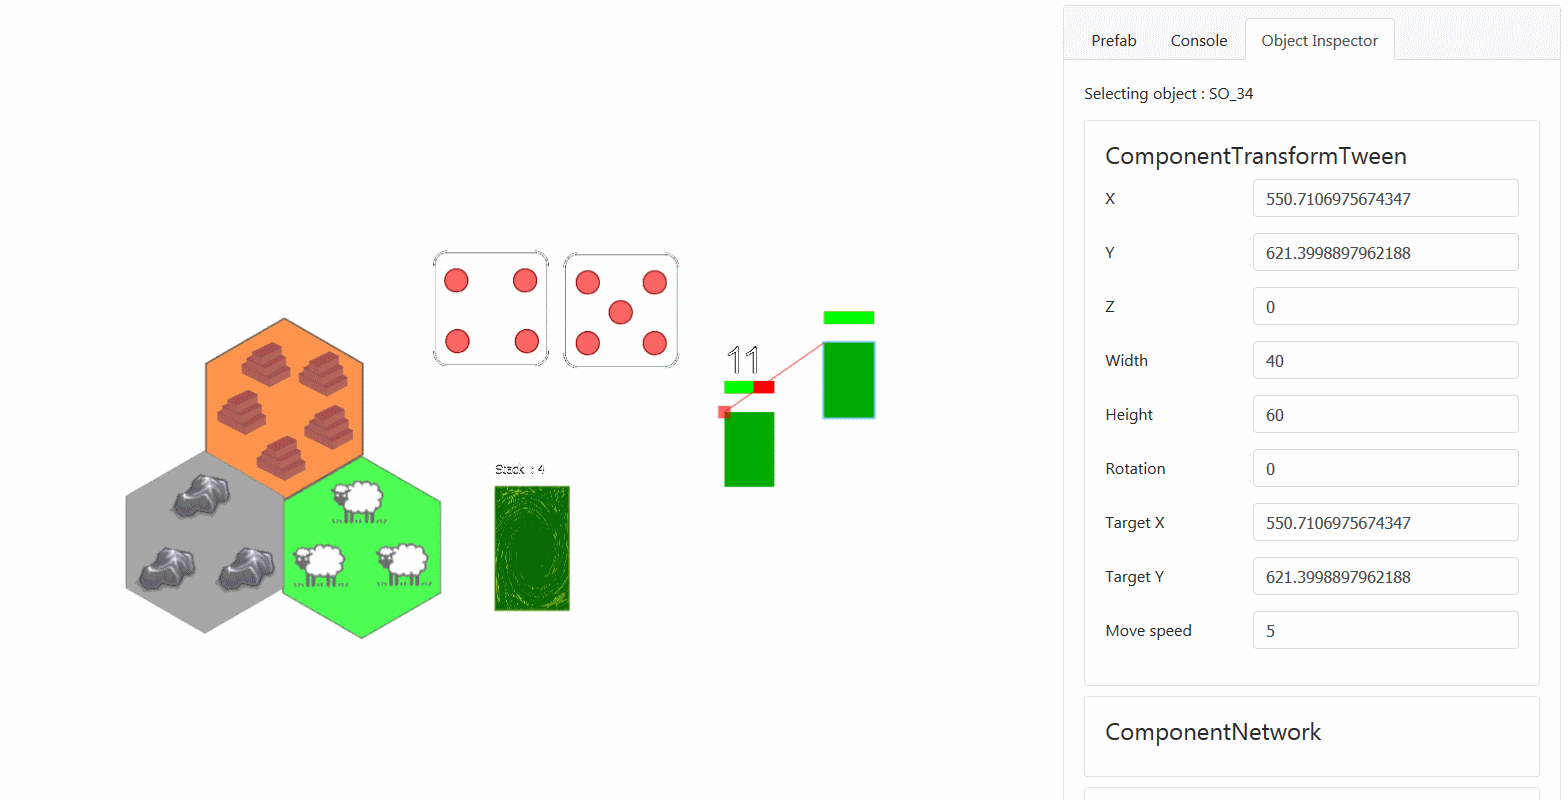 Prefab Console Object Inspector
Selecting object : SO_34
ComponentTransformTween
X 550.7106975674347
Y 621.3998897962188
Z 0
Width 40
Height 60
Rotation 0
Target X 550.7106975674347
Target Y 621.3998897962188
Move speed 5
ComponentNetwork
11
Stack : 4